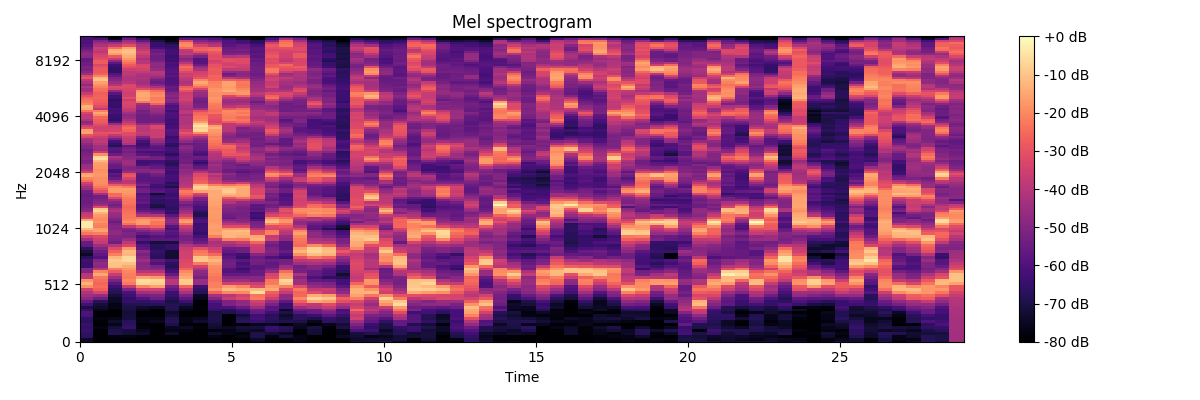 Mel spectrogram
8192
4096
2048
1024
512
0
Hz
0 5 10 15 20 25
Time
+0 dB
-10 dB
-20 dB
-30 dB
-40 dB
-50 dB
-60 dB
-70 dB
-80 dB